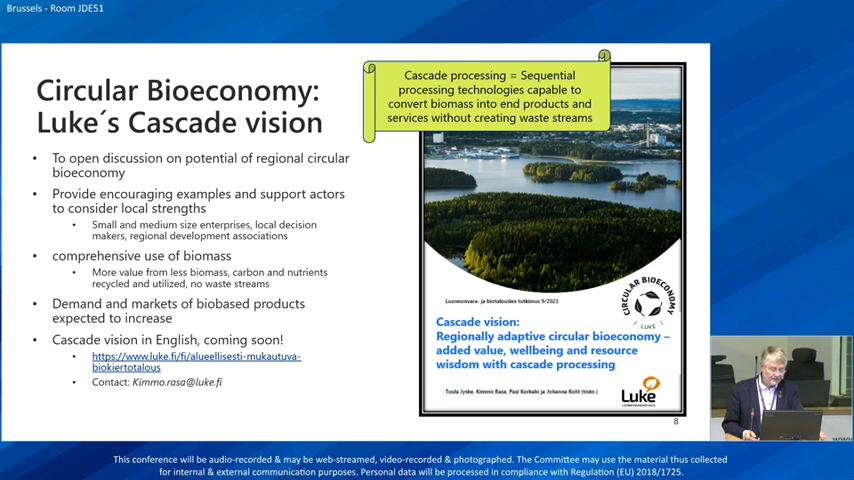 Brussels - Room JDE51
Circular Bioeconomy:
Luke´s Cascade vision
• To open discussion on potential of regional circular
bioeconomy
• Provide encouraging examples and support actors
to consider local strengths
• Small and medium size enterprises, local decision
makers, regional development associations
• comprehensive use of biomass
• More value from less biomass, carbon and nutrients
recycled and utilized, no waste streams
• Demand and markets of biobased products
expected to increase
• Cascade vision in English, coming soon!
• https://www.luke.fi/fi/alueellisesti-mukautuva-
biokiertotalous
• Contact: Kimmo.rasa@luke.fi
Cascade processing = Sequential
processing technologies capable to
convert biomass into end products and
services without creating waste streams
CIRCULAR BIOECONOMY
LUKE
Luonnonvara- ja biotalouden tutkimus 9/2023
Cascade vision:
Regionally adaptive circular bioeconomy –
added value, wellbeing and resource
wisdom with cascade processing
Tuula Jyske, Kimmo Rasa, Pasi Korkalo ja Johanna Kohl (toim.)
Luke
LUONNONVARAKESKUS
8
This conference will be audio-recorded & may be web-streamed, video-recorded & photographed. The Committee may use the material thus collected
for internal & external communication purposes. Personal data will be processed in compliance with Regulation (EU) 2018/1725.